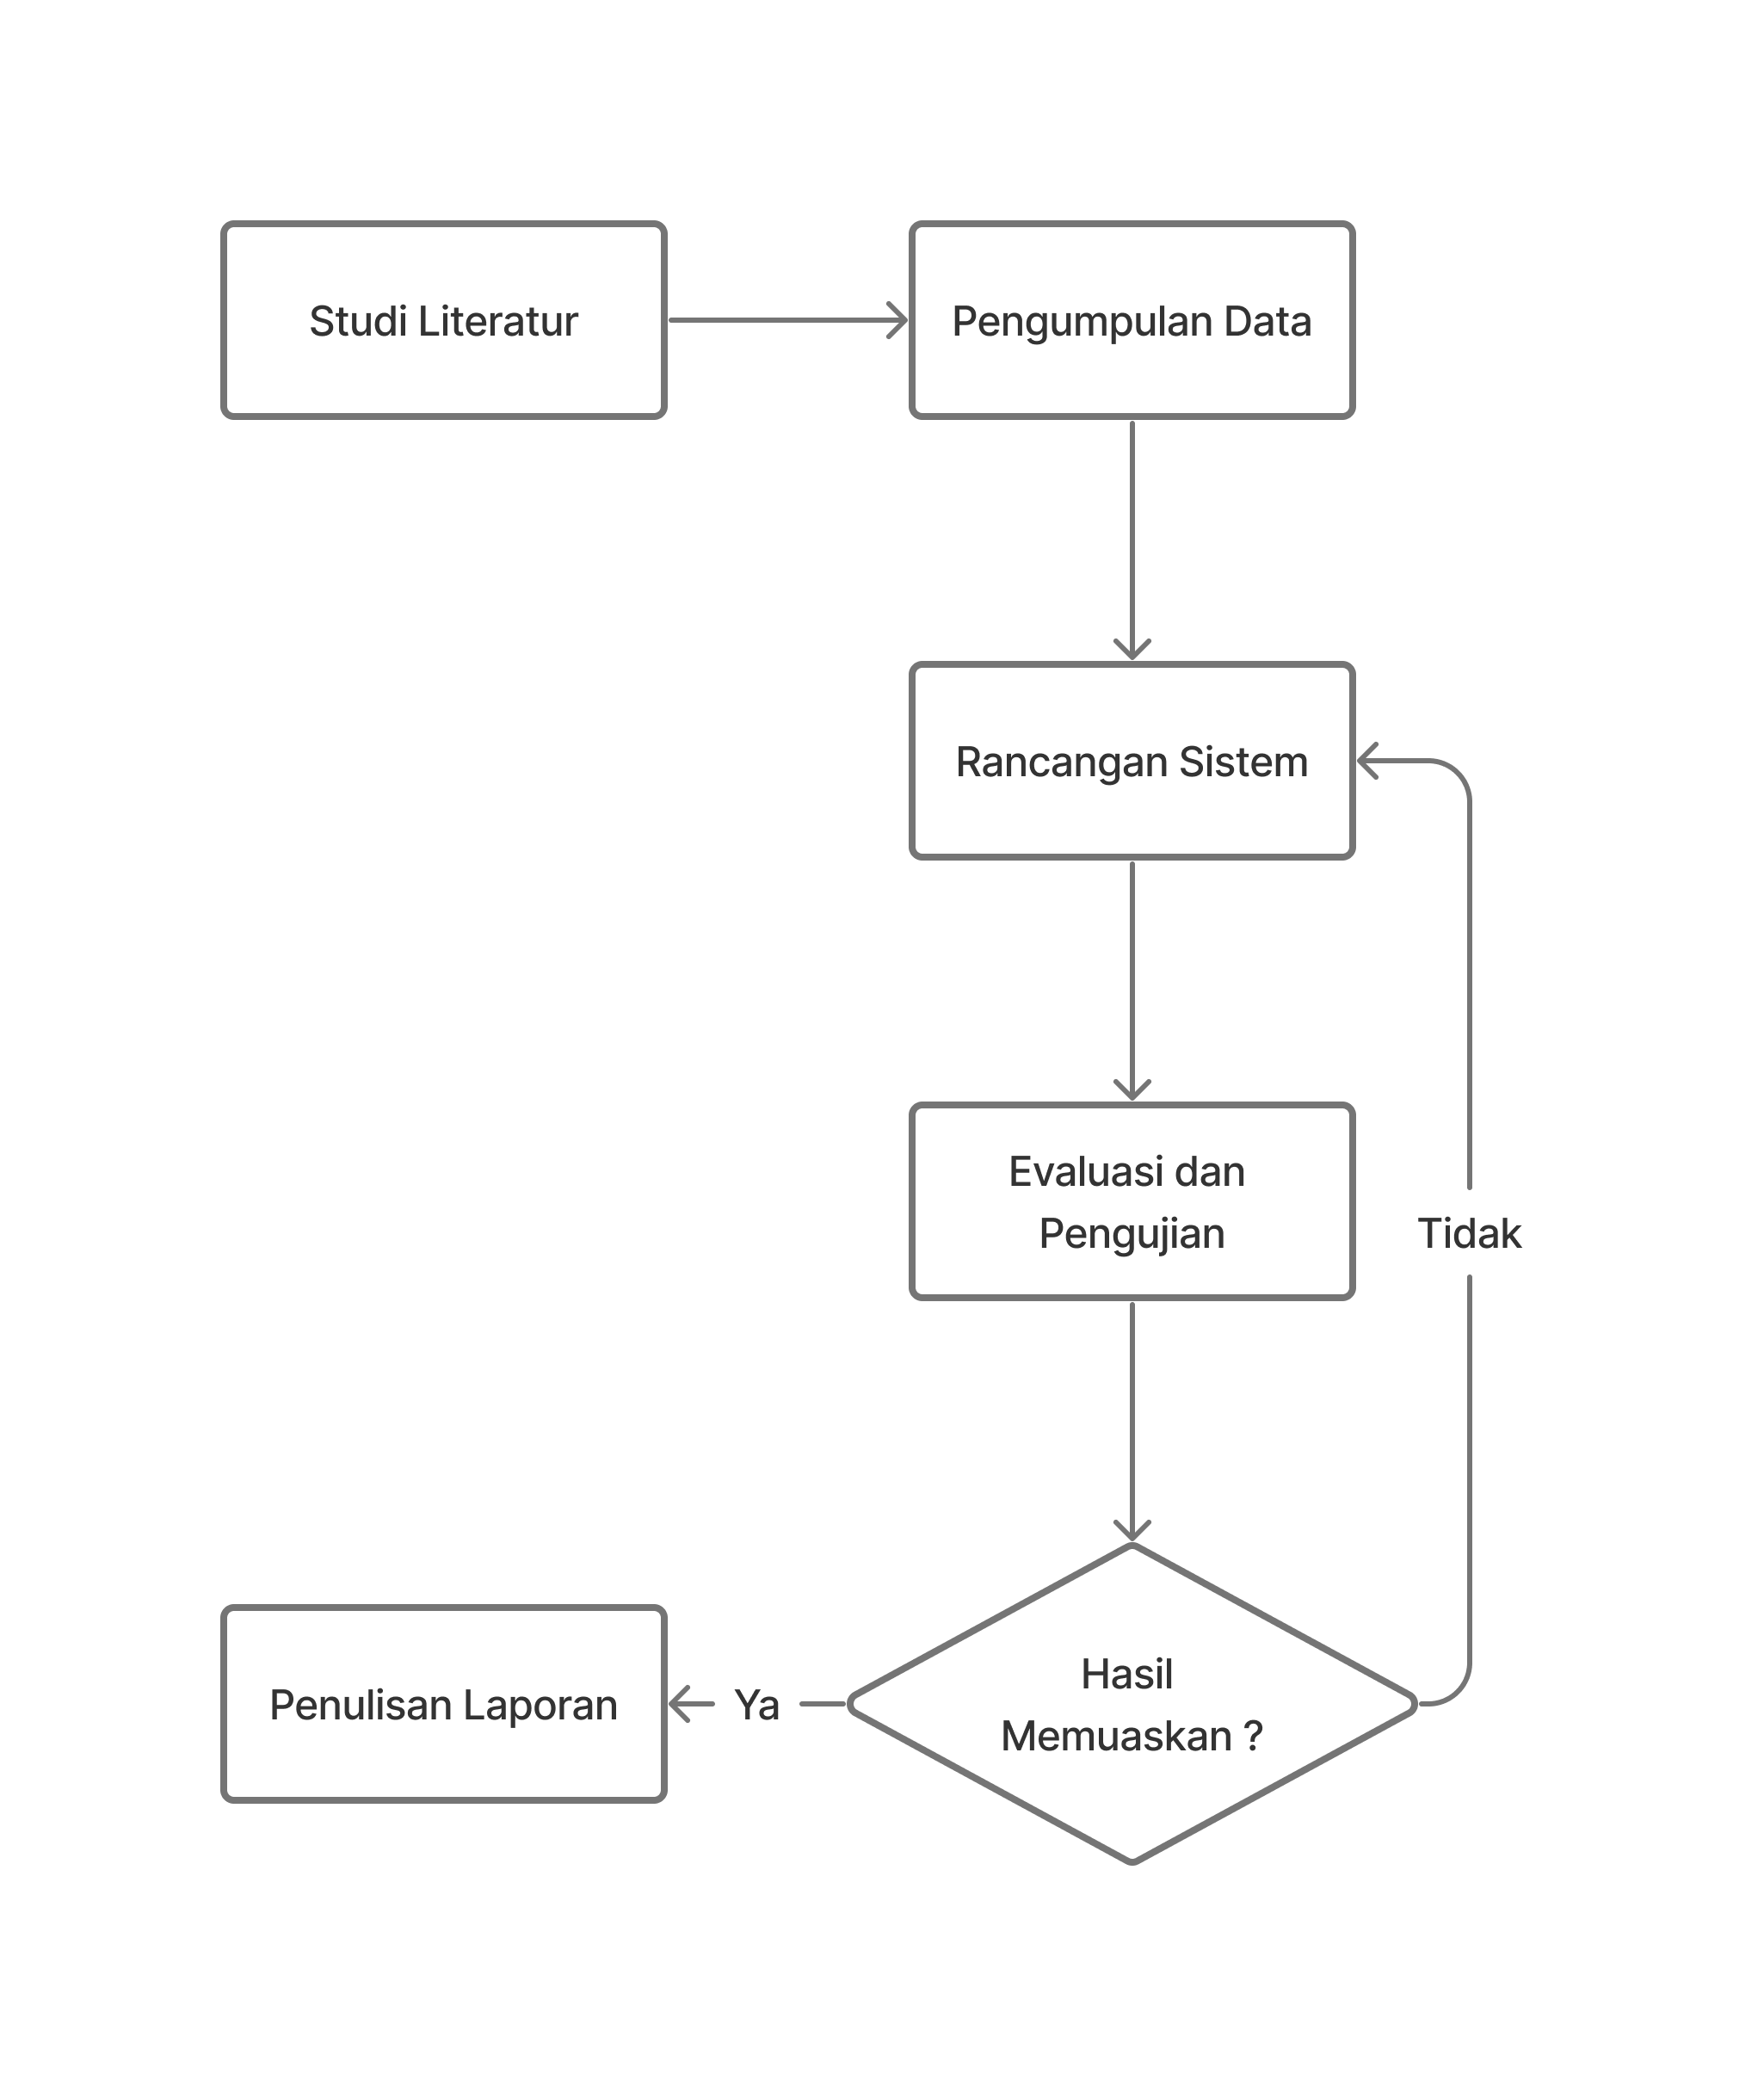 Studi Literatur
Pengumpulan Data
Rancangan Sistem
Evaluasi dan
Pengujian
Tidak
Hasil
Memuaskan ?
Ya
Penulisan Laporan